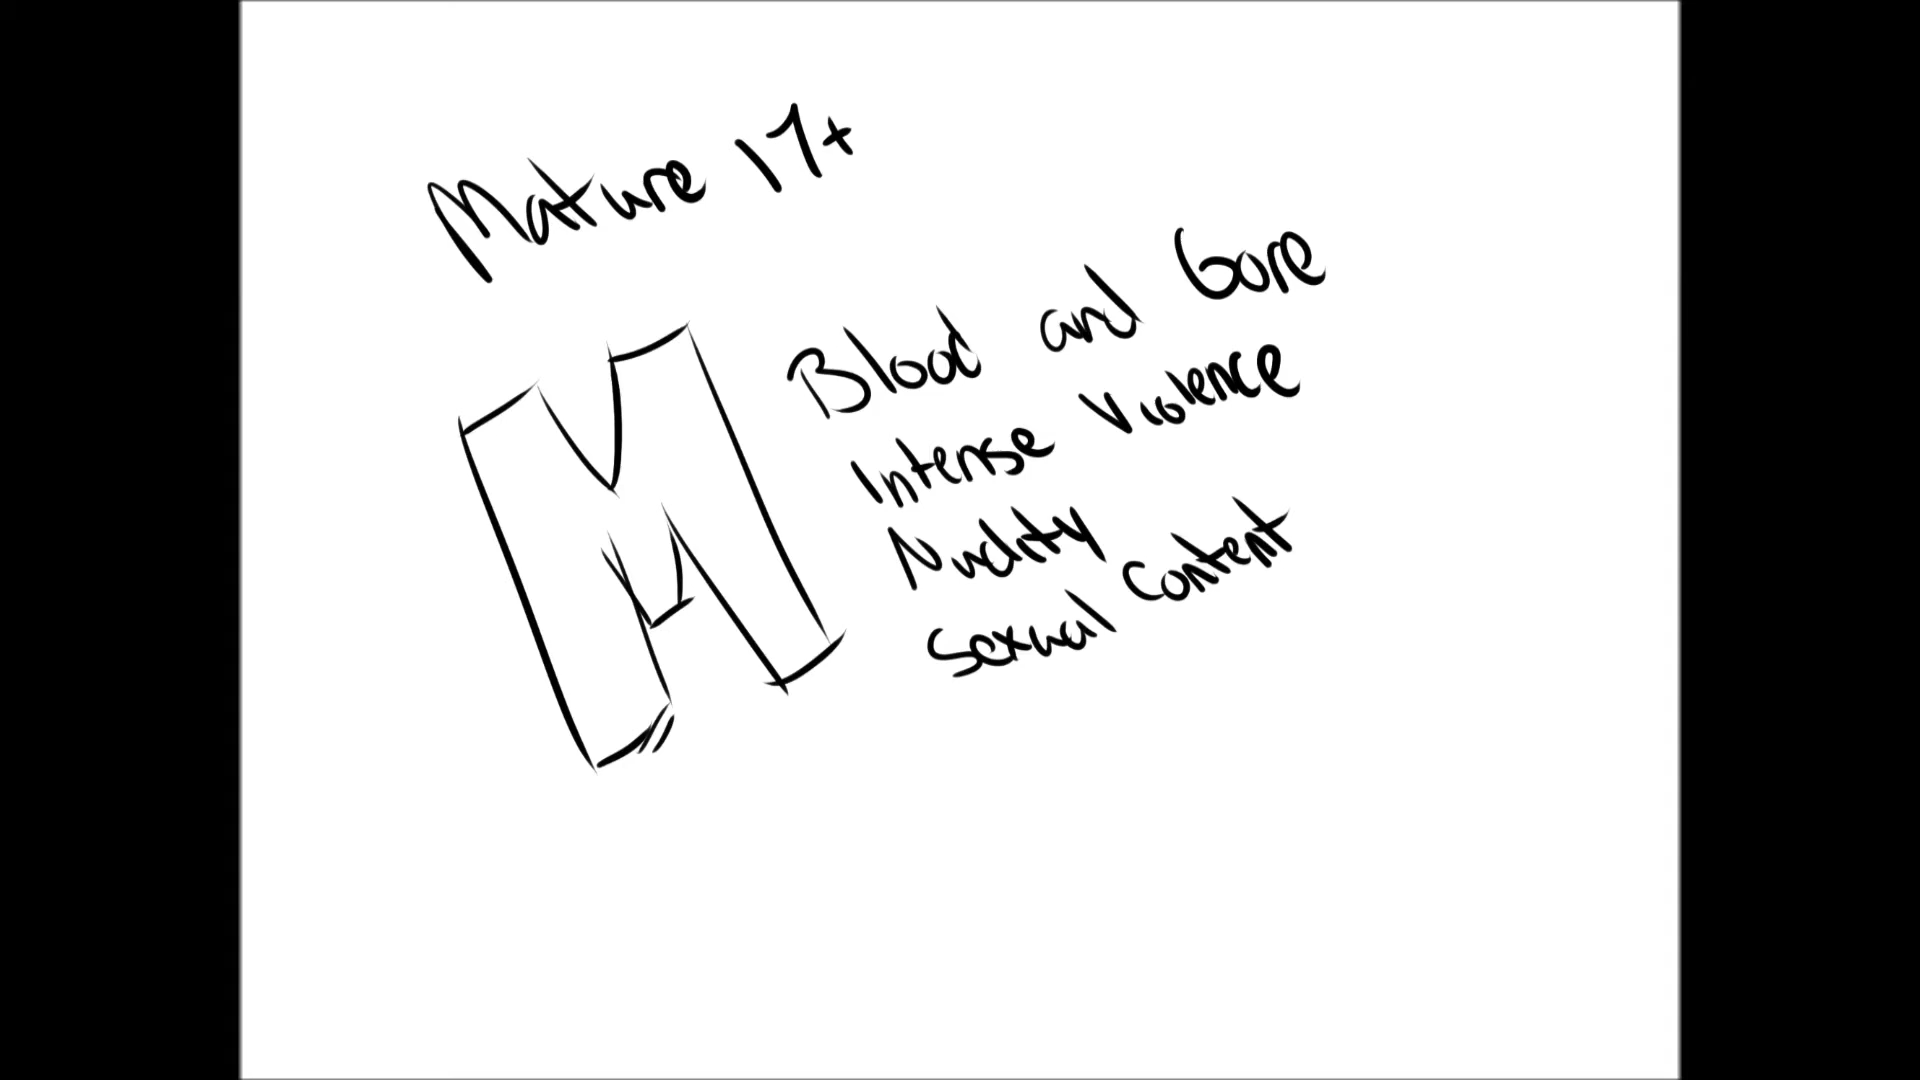 Mature 17+
M
Blood and Gore
Intense Violence
Nudity
Sexual Content